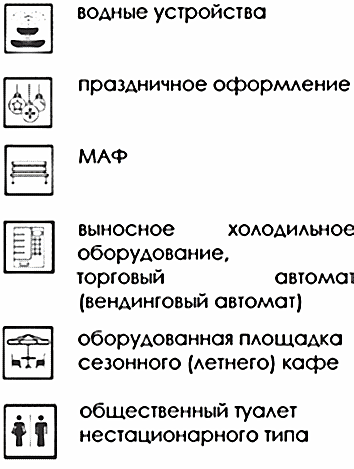 водные устройства
праздничное оформление
МАФ
выносное холодильное
оборудование,
торговый автомат
(вендинговый автомат)
оборудованная площадка
сезонного (летнего) кафе
общественный туалет
нестационарного типа